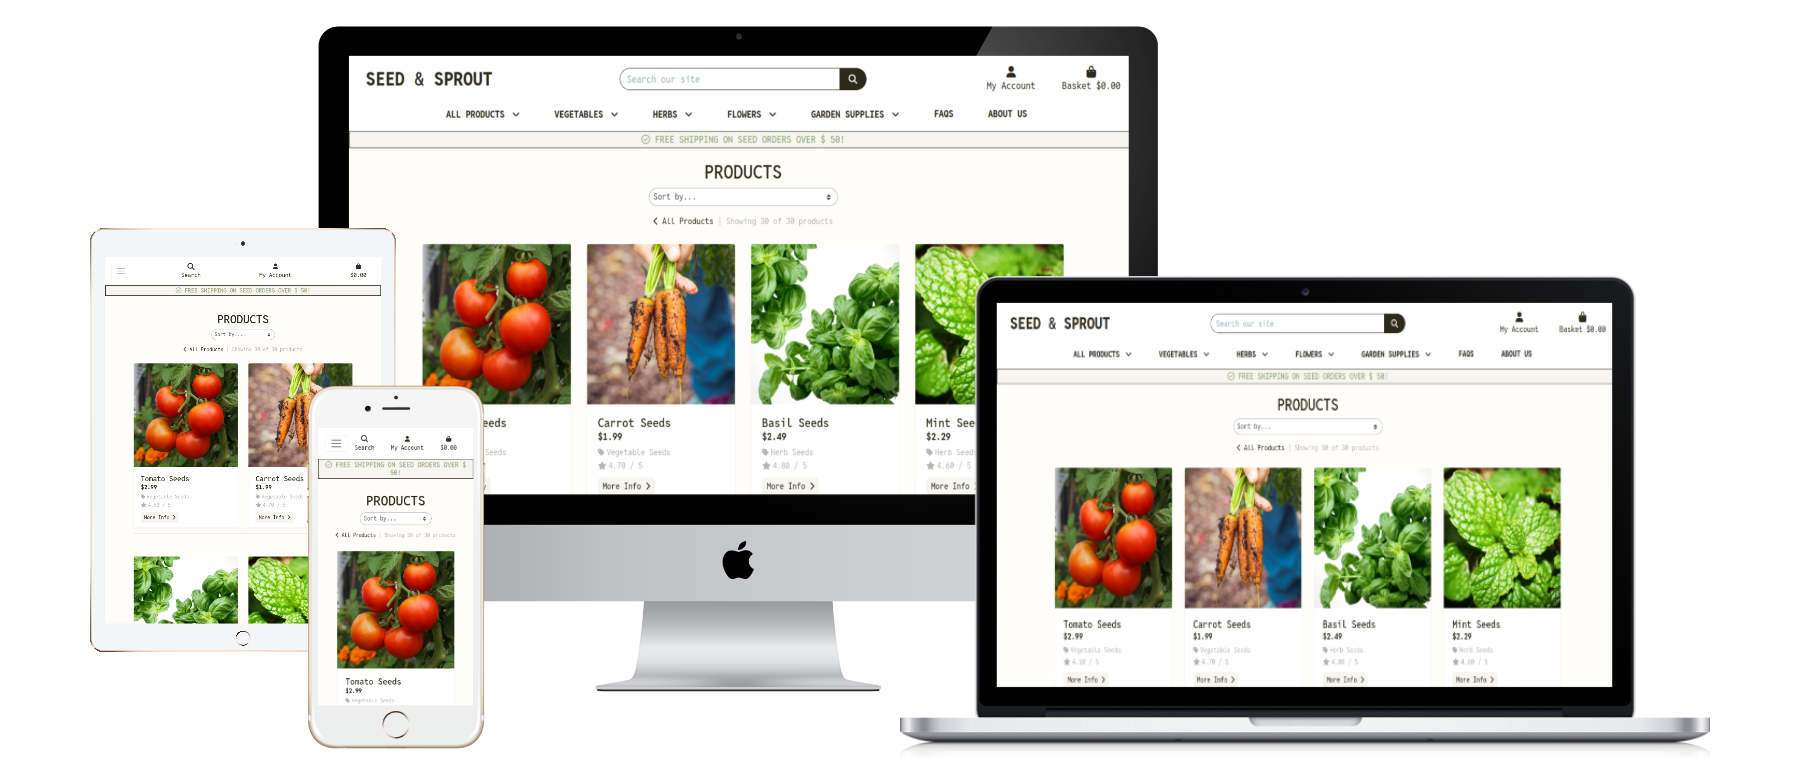 SEED & SPROUT
Search our site
My Account
Basket $0.00
ALL PRODUCTS VEGETABLES HERBS FLOWERS GARDEN SUPPLIES FAQS ABOUT US
FREE SHIPPING ON SEED ORDERS OVER $ 50!
PRODUCTS
Sort by...
All Products | Showing 30 of 30 products
eeds
Seeds
Carrot Seeds
$1.99
Vegetable Seeds
4.70 / 5
More Info
Basil Seeds
$2.49
Herb Seeds
4.80 / 5
More Info
Mint See
$2.29
Herb Seeds
4.60 / 5
More Info
Search
My Account
$0.00
FREE SHIPPING ON SEED ORDERS OVER $ 50!
PRODUCTS
Sort by...
All Products | Showing 30 of 30 products
Tomato Seeds
$2.99
Vegetable Seeds
4.50 / 5
More Info
Carrot Seeds
$1.99
Vegetable Seeds
4.70 / 5
More Info
Search
My Account
$0.00
FREE SHIPPING ON SEED ORDERS OVER $
50!
PRODUCTS
Sort by...
All Products | Showing 30 of 30 products
Tomato Seeds
$2.99
Vegetable Seeds
SEED & SPROUT
Search our site
My Account
Basket $0.00
ALL PRODUCTS VEGETABLES HERBS FLOWERS GARDEN SUPPLIES FAQS ABOUT US
FREE SHIPPING ON SEED ORDERS OVER $ 50!
PRODUCTS
Sort by...
All Products | Showing 30 of 30 products
Tomato Seeds
$2.99
Vegetable Seeds
4.50 / 5
More Info
Carrot Seeds
$1.99
Vegetable Seeds
4.70 / 5
More Info
Basil Seeds
$2.49
Herb Seeds
4.80 / 5
More Info
Mint Seeds
$2.29
Herb Seeds
4.60 / 5
More Info